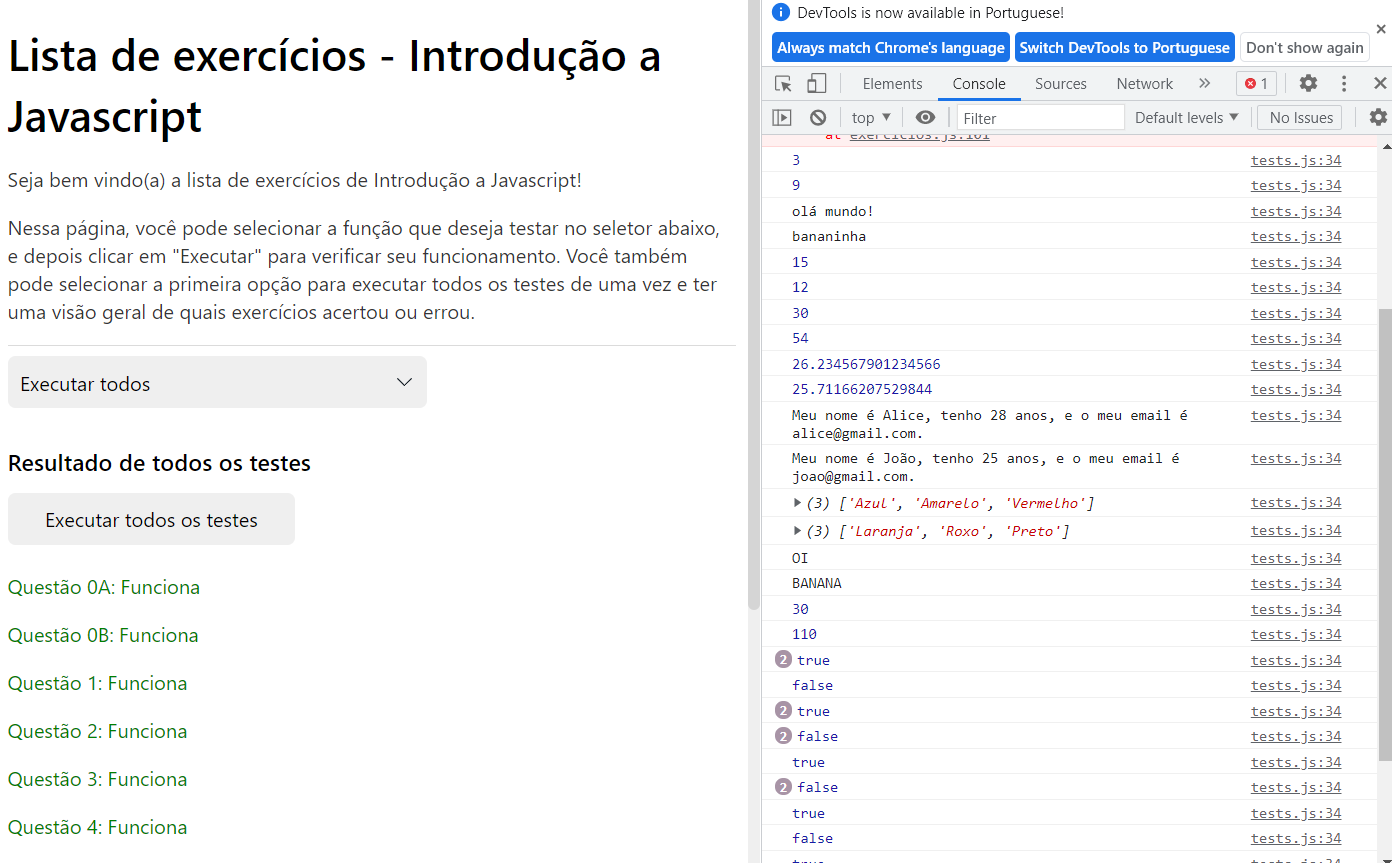 Lista de exercícios - Introdução a
Javascript
Seja bem vindo(a) a lista de exercícios de Introdução a Javascript!
Nessa página, você pode selecionar a função que deseja testar no seletor abaixo,
e depois clicar em "Executar" para verificar seu funcionamento. Você também
pode selecionar a primeira opção para executar todos os testes de uma vez e ter
uma visão geral de quais exercícios acertou ou errou.
Executar todos
Resultado de todos os testes
Executar todos os testes
Questão 0A: Funciona
Questão 0B: Funciona
Questão 1: Funciona
Questão 2: Funciona
Questão 3: Funciona
Questão 4: Funciona
DevTools is now available in Portuguese!
Always match Chrome's language Switch DevTools to Portuguese Don't show again
Elements Console Sources Network 1
top Filter Default levels No Issues
at exercicios.js:101
3 tests.js:34
9 tests.js:34
olá mundo! tests.js:34
bananinha tests.js:34
15 tests.js:34
12 tests.js:34
30 tests.js:34
54 tests.js:34
26.234567901234566 tests.js:34
25.71166207529844 tests.js:34
Meu nome é Alice, tenho 28 anos, e o meu email é tests.js:34
alice@gmail.com.
Meu nome é João, tenho 25 anos, e o meu email é tests.js:34
joao@gmail.com.
(3) ['Azul', 'Amarelo', 'Vermelho'] tests.js:34
(3) ['Laranja', 'Roxo', 'Preto'] tests.js:34
OI tests.js:34
BANANA tests.js:34
30 tests.js:34
110 tests.js:34
2 true tests.js:34
false tests.js:34
2 true tests.js:34
2 false tests.js:34
true tests.js:34
2 false tests.js:34
true tests.js:34
false tests.js:34
true tests.js:34